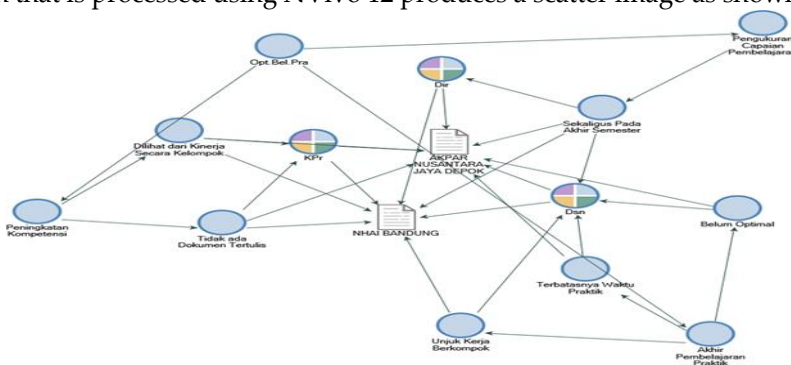 that is processed using NVivo 12 produces a scatter image as shown
Opt.Bel.Pra
Pengukuran
Capaian
Pembelajaran
Dir
Sekaligus Pada
Akhir Semester
Dilihat dari Kinerja
Secara Kelompok
KPr
AKPAR
NUSANTARA
JAYA DEPOK
Peningkatan
Kompetensi
Tidak ada
Dokumen Tertulis
NHAI BANDUNG
Dsn
Belum Optimal
Terbatasnya Waktu
Praktik
Unjuk Kerja
Berkompok
Akhir
Pembelajaran
Praktik